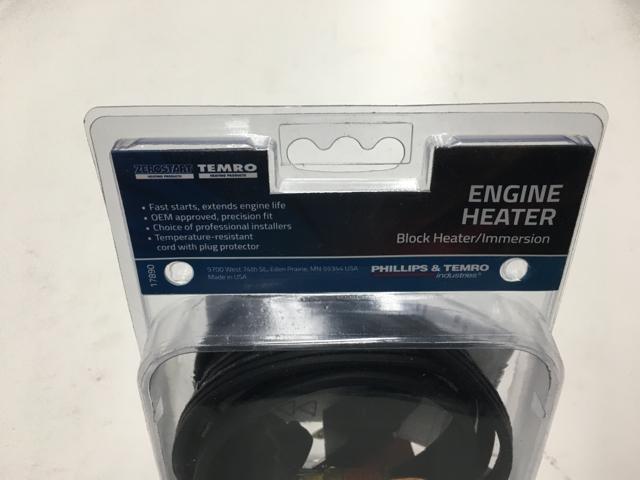 ZEROSTART TEMRO
HEATING PRODUCTS HEATING PRODUCTS
• Fast starts, extends engine life
• OEM approved, precision fit
• Choice of professional installers
• Temperature-resistant
cord with plug protector
ENGINE
HEATER
Block Heater/Immersion
17890
9700 West 74th St., Eden Prairie, MN 55344 USA
Made in USA
PHILLIPS & TEMRO
industries®